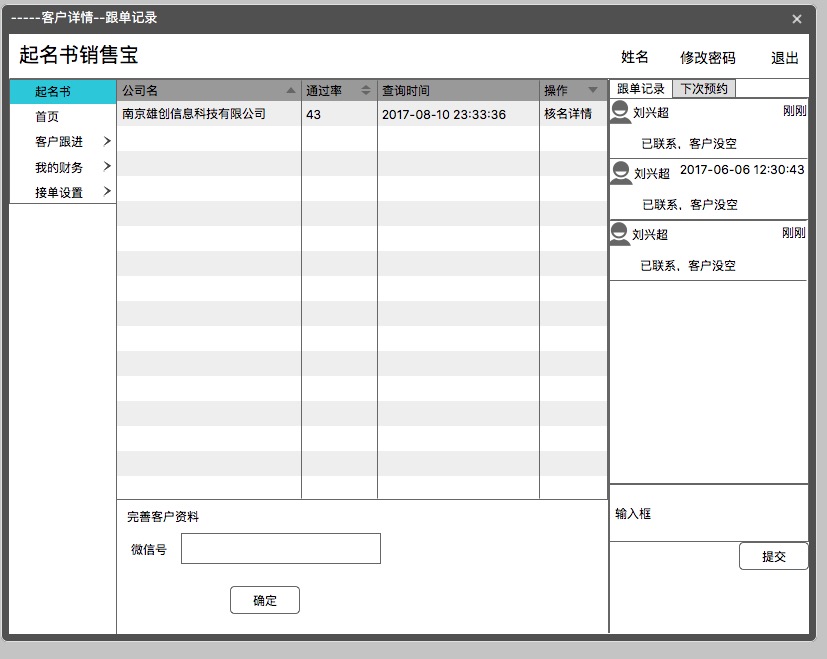 -----客户详情--跟单记录
起名书销售宝
姓名 修改密码 退出
起名书
首页
客户跟进
我的财务
接单设置
公司名 通过率 查询时间 操作
南京雄创信息科技有限公司 43 2017-08-10 23:33:36 核名详情
跟单记录 下次预约
刘兴超 刚刚
已联系，客户没空
刘兴超 2017-06-06 12:30:43
已联系，客户没空
刘兴超 刚刚
已联系，客户没空
完善客户资料
微信号
确定
输入框
提交